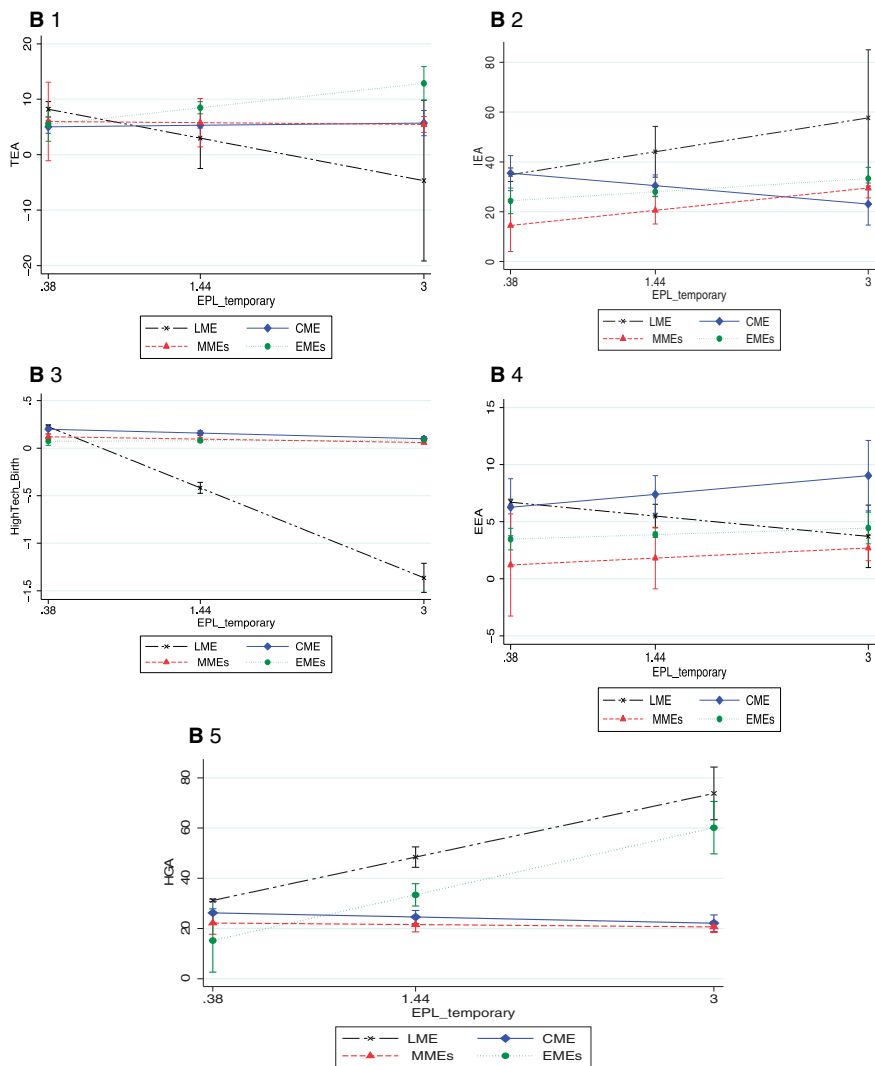 B 1
TEA
20
10
0
−10
−20
.38
1.44
3
EPL_temporary
LME
CME
MMEs
EMEs
B 2
IEA
80
60
40
20
0
.38
1.44
3
EPL_temporary
LME
CME
MMEs
EMEs
B 3
HighTech_Birth
.5
0
−.5
−1
−1.5
.38
1.44
3
EPL_temporary
LME
CME
MMEs
EMEs
B 4
EEA
15
10
5
0
−5
.38
1.44
3
EPL_temporary
LME
CME
MMEs
EMEs
B 5
HGA
80
60
40
20
0
.38
1.44
3
EPL_temporary
LME
CME
MMEs
EMEs